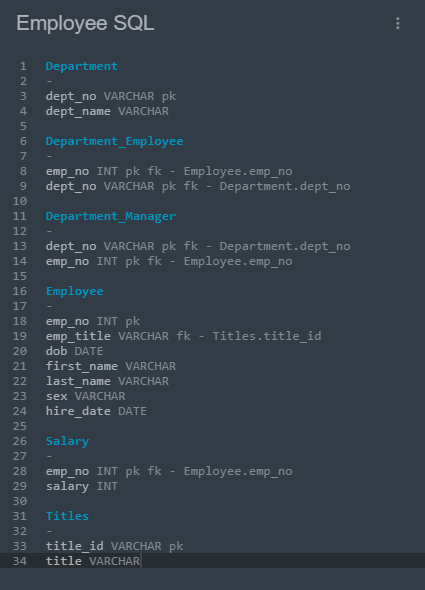 Employee SQL
1 Department
2 -
3 dept_no VARCHAR pk
4 dept_name VARCHAR
5
6 Department_Employee
7 -
8 emp_no INT pk fk - Employee.emp_no
9 dept_no VARCHAR pk fk - Department.dept_no
10
11 Department_Manager
12 -
13 dept_no VARCHAR pk fk - Department.dept_no
14 emp_no INT pk fk - Employee.emp_no
15
16 Employee
17 -
18 emp_no INT pk
19 emp_title VARCHAR fk - Titles.title_id
20 dob DATE
21 first_name VARCHAR
22 last_name VARCHAR
23 sex VARCHAR
24 hire_date DATE
25
26 Salary
27 -
28 emp_no INT pk fk - Employee.emp_no
29 salary INT
30
31 Titles
32 -
33 title_id VARCHAR pk
34 title VARCHAR